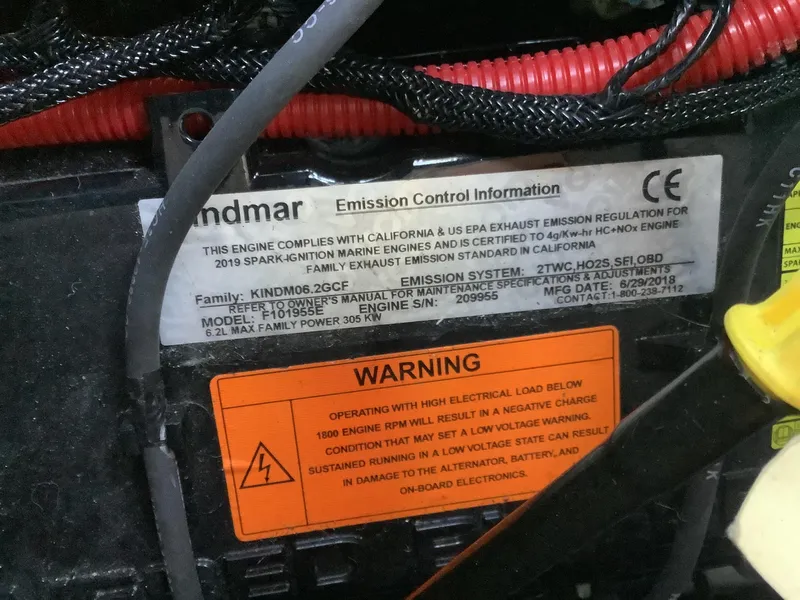 indmar
Emission Control Information
CE
THIS ENGINE COMPLIES WITH CALIFORNIA & US EPA EXHAUST EMISSION REGULATION FOR
2019 SPARK-IGNITION MARINE ENGINES AND IS CERTIFIED TO 4g/Kw-hr HC+NOx ENGINE
FAMILY EXHAUST EMISSION STANDARD IN CALIFORNIA
Family: KINDM06.2GCF EMISSION SYSTEM: 2TWC,HO2S,SEI,OBD
REFER TO OWNER'S MANUAL FOR MAINTENANCE SPECIFICATIONS & ADJUSTMENTS
MODEL: F101955E ENGINE S/N: 209955 MFG DATE: 6/29/2018
6.2L MAX FAMILY POWER 305 KW CONTACT:1-800-238-7112
WARNING
OPERATING WITH HIGH ELECTRICAL LOAD BELOW
1800 ENGINE RPM WILL RESULT IN A NEGATIVE CHARGE
CONDITION THAT MAY SET A LOW VOLTAGE WARNING.
SUSTAINED RUNNING IN A LOW VOLTAGE STATE CAN RESULT
IN DAMAGE TO THE ALTERNATOR, BATTERY, AND
ON-BOARD ELECTRONICS.